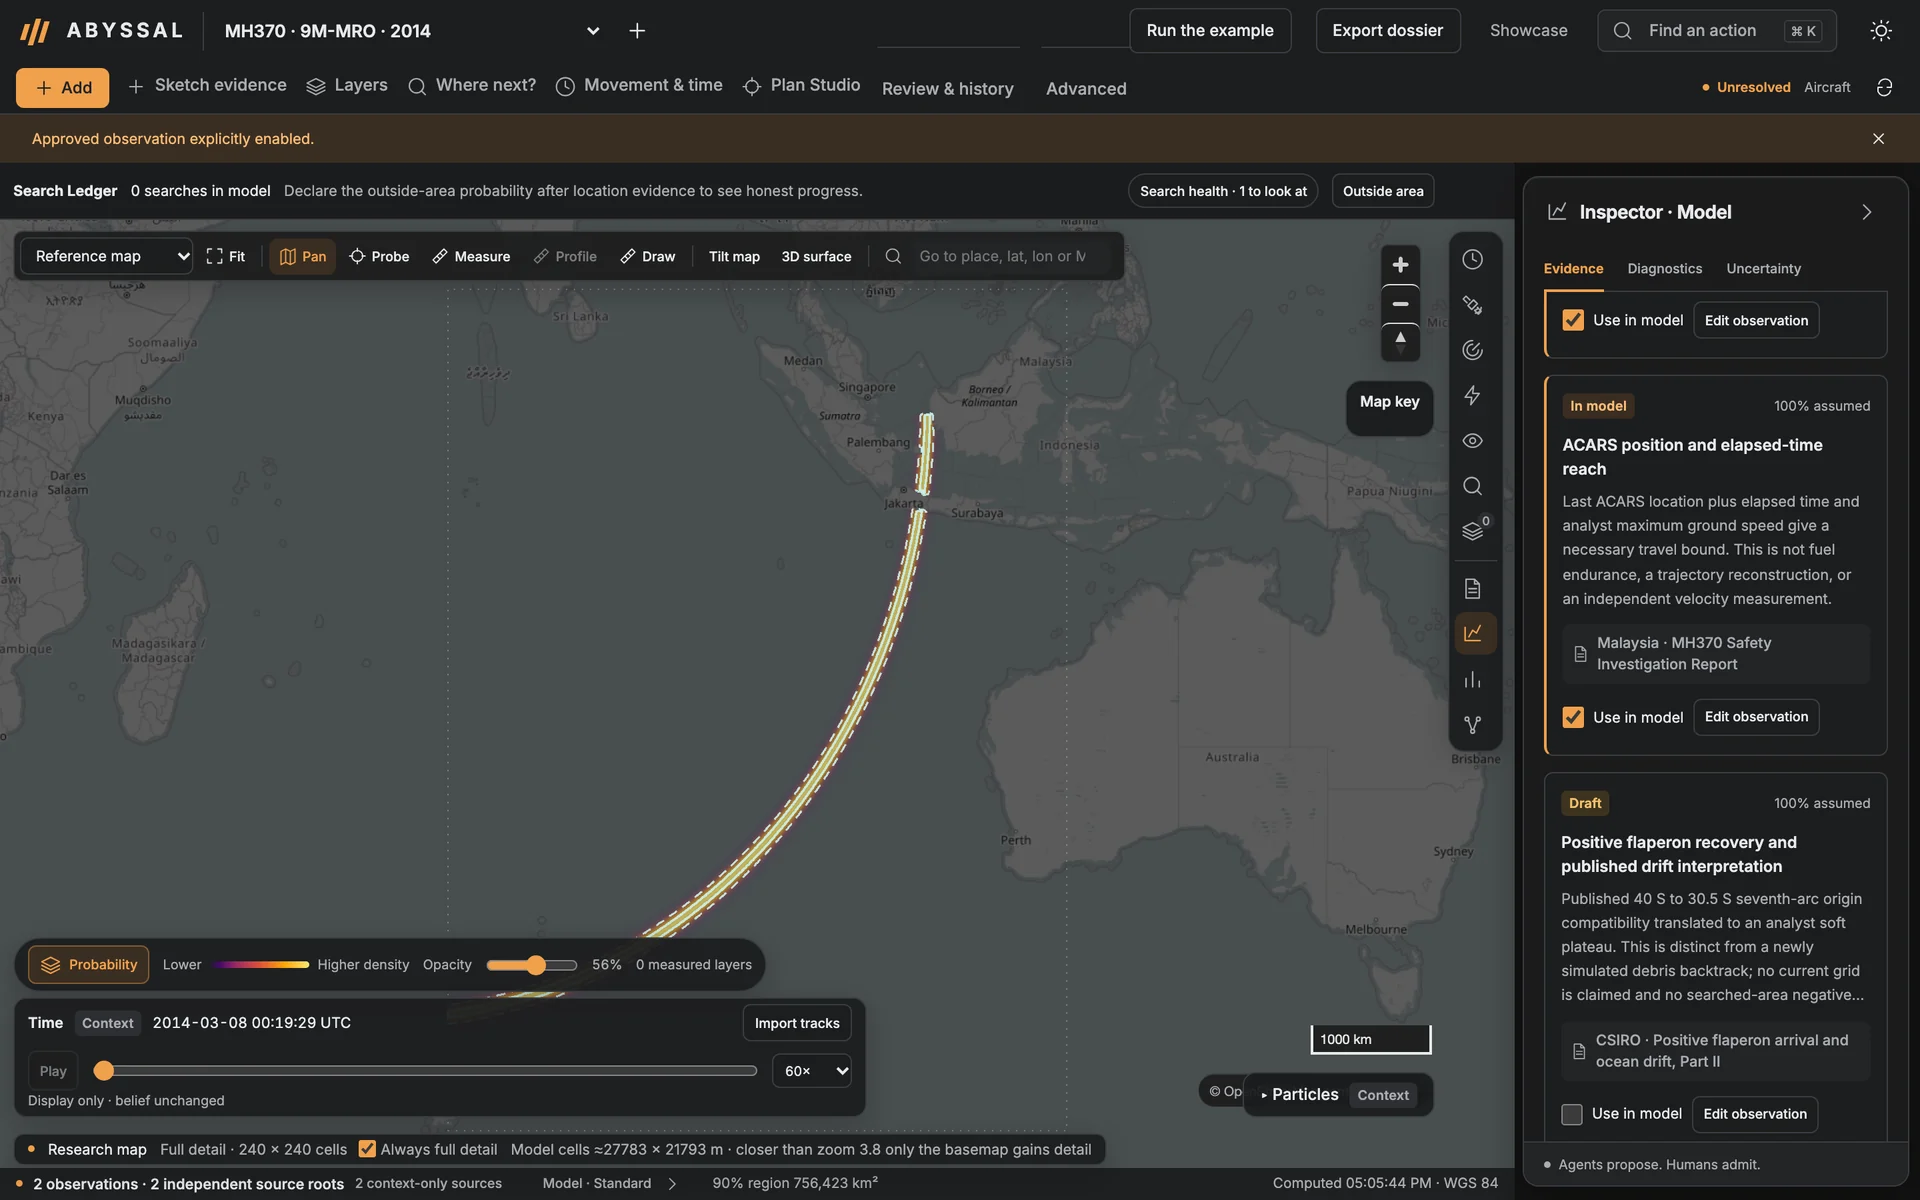 ABYSSAL
MH370 · 9M-MRO · 2014
Run the example
Export dossier
Showcase
Find an action
⌘ K
Add
Sketch evidence
Layers
Where next?
Movement & time
Plan Studio
Review & history
Advanced
Unresolved
Aircraft
Approved observation explicitly enabled.
Search Ledger
0 searches in model
Declare the outside-area probability after location evidence to see honest progress.
Search health · 1 to look at
Outside area
Reference map
Fit
Pan
Probe
Measure
Profile
Draw
Tilt map
3D surface
Go to place, lat, lon or M
Map key
0
Sri Lanka
Soomaaliya
الصومال
Muqdisho
مقديشو
Kenya
Dar es
Salaam
Madagasikara /
Madagascar
Medan
Malaysia
Singapore
Borneo /
Kalimantan
Sumatra
Palembang
Indonesia
Jakarta
Surabaya
Papua Niugini
Australia
Brisbane
Perth
Sydney
Melbourne
Probability
Lower
Higher density
Opacity
56%
0 measured layers
Time
Context
2014-03-08 00:19:29 UTC
Import tracks
Play
60×
Display only · belief unchanged
1000 km
© Op
Particles
Context
Research map
Full detail · 240 × 240 cells
Always full detail
Model cells ≈27783 × 21793 m · closer than zoom 3.8 only the basemap gains detail
2 observations · 2 independent source roots
2 context-only sources
Model · Standard
90% region 756,423 km²
Computed 05:05:44 PM · WGS 84
Inspector · Model
Evidence
Diagnostics
Uncertainty
Use in model
Edit observation
In model
100% assumed
ACARS position and elapsed-time
reach
Last ACARS location plus elapsed time and
analyst maximum ground speed give a
necessary travel bound. This is not fuel
endurance, a trajectory reconstruction, or
an independent velocity measurement.
Malaysia · MH370 Safety
Investigation Report
Use in model
Edit observation
Draft
100% assumed
Positive flaperon recovery and
published drift interpretation
Published 40 S to 30.5 S seventh-arc origin
compatibility translated to an analyst soft
plateau. This is distinct from a newly
simulated debris backtrack; no current grid
is claimed and no searched-area negative...
CSIRO · Positive flaperon arrival and
ocean drift, Part II
Use in model
Edit observation
Agents propose. Humans admit.